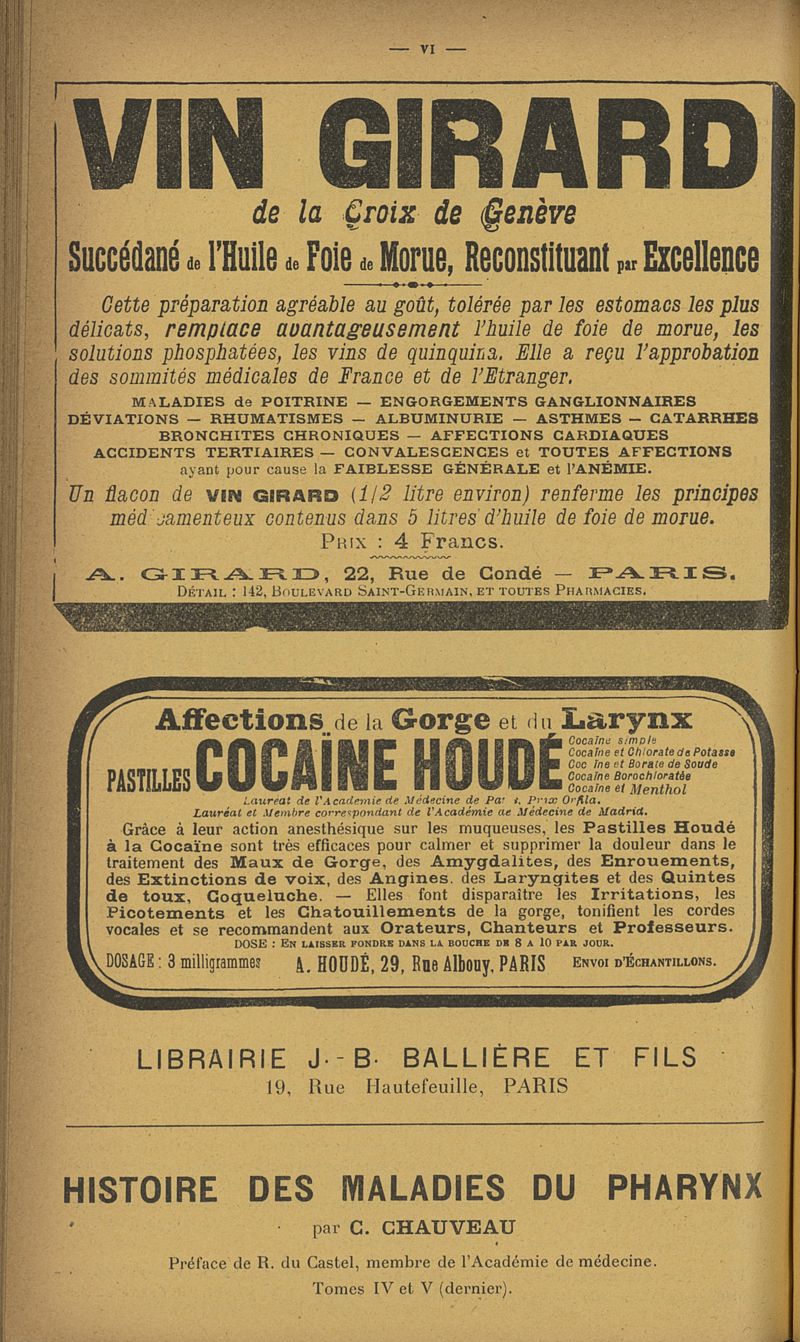 — VI —
VIN GIRARD
de la Croix de Genève
Succédané de l'Huile de Foie de Morue, Reconstituant par Excellence
Cette préparation agréable au goût, tolérée par les estomacs les plus
délicats, remplace avantageusement l'huile de foie de morue, les
solutions phosphatées, les vins de quinquina. Elle a reçu l'approbation
des sommités médicales de France et de l'Etranger.
MALADIES de POITRINE — ENGORGEMENTS GANGLIONNAIRES
DÉVIATIONS — RHUMATISMES — ALBUMINURIE — ASTHMES — CATARRHES
BRONCHITES CHRONIQUES — AFFECTIONS CARDIAQUES
ACCIDENTS TERTIAIRES — CONVALESCENCES et TOUTES AFFECTIONS
ayant pour cause la FAIBLESSE GÉNÉRALE et l'ANÉMIE.
Un flacon de VIN GIRARD (1/2 litre environ) renferme les principes
médicamenteux contenus dans 5 litres d'huile de foie de morue.
PRIX : 4 Francs.
A. GIRARD, 22, Rue de Condé — PARIS.
DÉTAIL : 142, BOULEVARD SAINT-GERMAIN, ET TOUTES PHARMACIES.
Affections de la Gorge et du Larynx
PASTILLES COCAÏNE HOUDÉ
Cocaïne simple
Cocaïne et Chlorate de Potasse
Cocaïne et Borate de Soude
Cocaïne Borochloratée
Cocaïne et Menthol
Lauréat de l'Académie de Médecine de Paris, Prix Orfila.
Lauréat et Membre correspondant de l'Académie de Médecine de Madrid.
Grâce à leur action anesthésique sur les muqueuses, les Pastilles Houdé
à la Cocaïne sont très efficaces pour calmer et supprimer la douleur dans le
traitement des Maux de Gorge, des Amygdalites, des Enrouements,
des Extinctions de voix, des Angines. des Laryngites et des Quintes
de toux, Coqueluche. — Elles font disparaître les Irritations, les
Picotements et les Chatouillements de la gorge, tonifient les cordes
vocales et se recommandent aux Orateurs, Chanteurs et Professeurs.
DOSE : EN LAISSER FONDRE DANS LA BOUCHE DE 8 A 10 PAR JOUR.
DOSAGE : 3 milligrammes A. HOUDÉ, 29, Rue Albouy, PARIS ENVOI D'ÉCHANTILLONS.
LIBRAIRIE J.-B. BALLIÈRE ET FILS
19, Rue Hautefeuille, PARIS
HISTOIRE DES MALADIES DU PHARYNX
par C. CHAUVEAU
Préface de R. du Castel, membre de l'Académie de médecine.
Tomes IV et V (dernier).